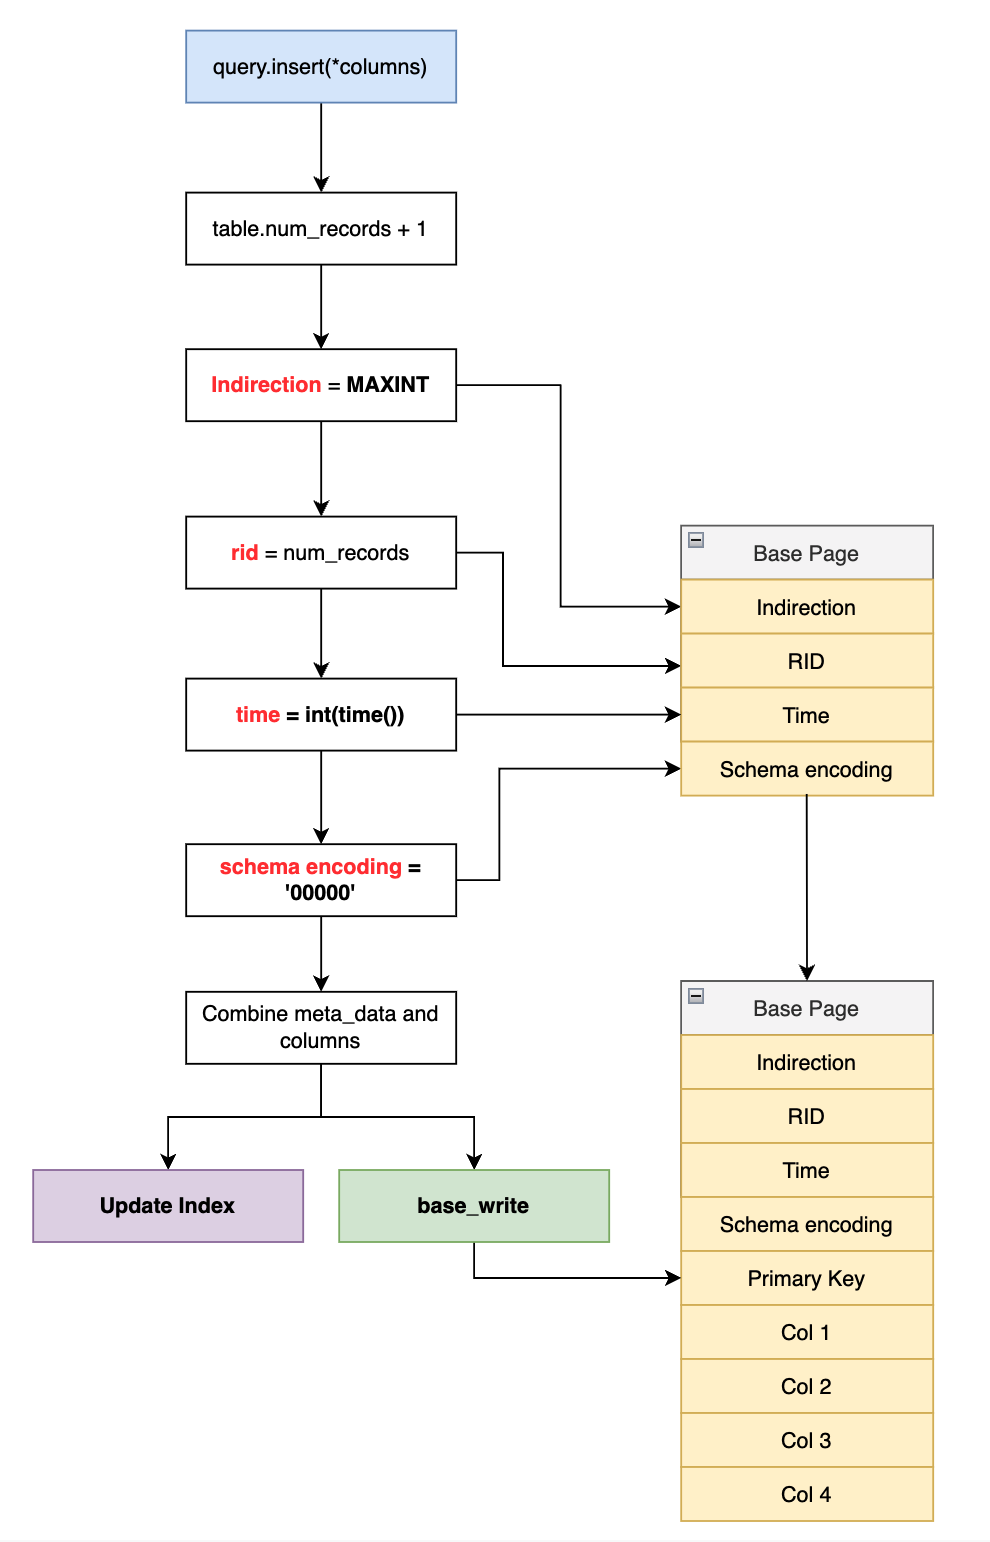 query.insert(*columns)
table.num_records + 1
Indirection = MAXINT
rid = num_records
time = int(time())
schema encoding =
'00000'
Combine meta_data and
columns
Update Index
base_write
Base Page
Indirection
RID
Time
Schema encoding
Base Page
Indirection
RID
Time
Schema encoding
Primary Key
Col 1
Col 2
Col 3
Col 4